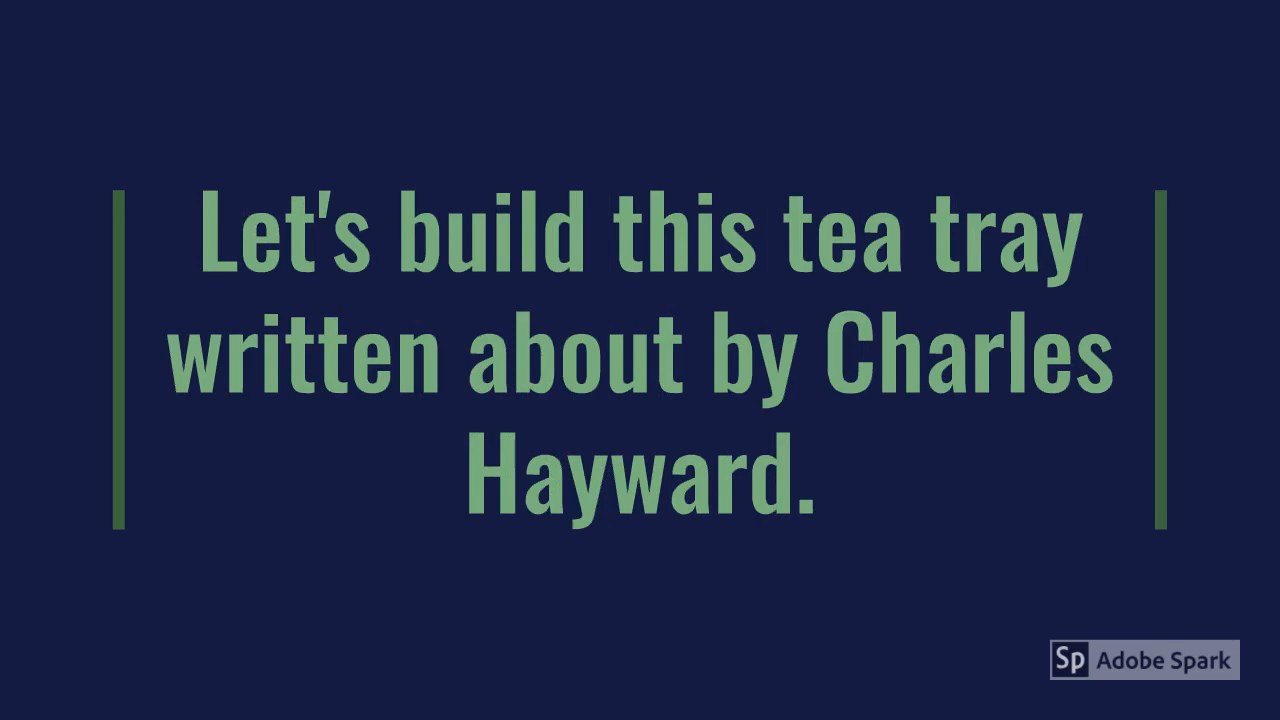 Let's build this tea tray
written about by Charles
Hayward.
Sp Adobe Spark